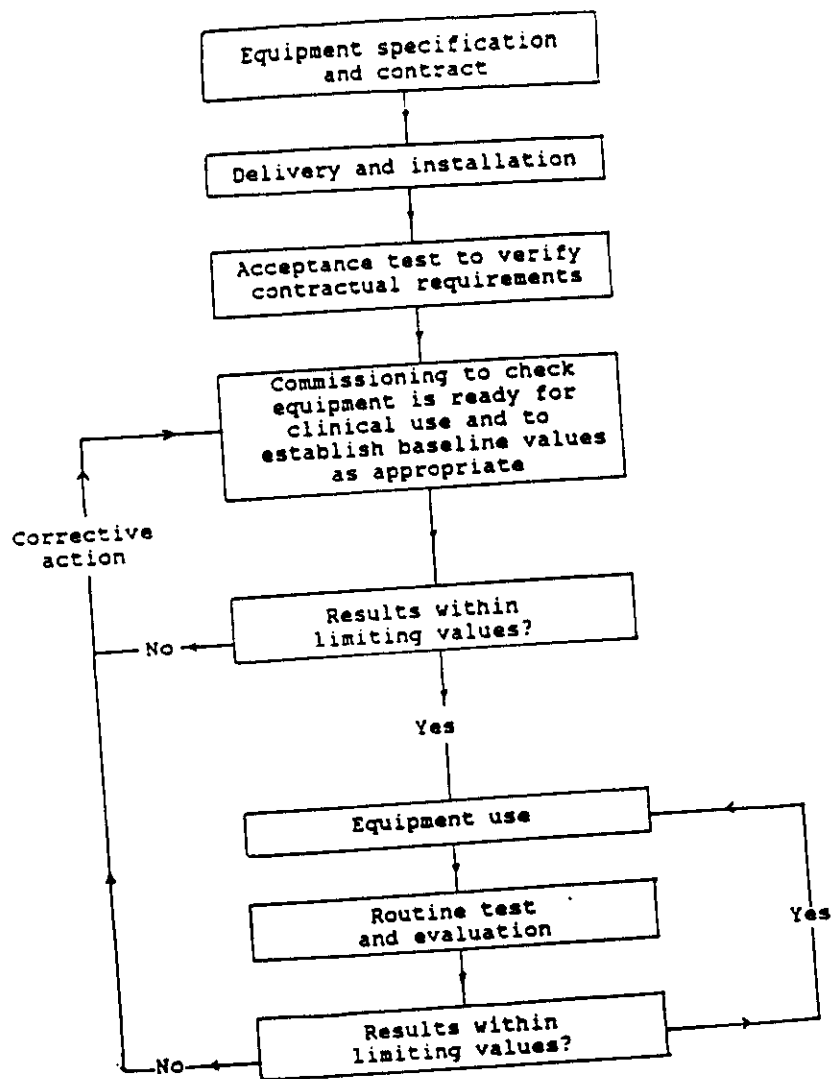 Equipment specification
and contract
Delivery and installation
Acceptance test to verify
contractual requirements
Commissioning to check
equipment is ready for
clinical use and to
establish baseline values
as appropriate
Corrective
action
Results within
limiting values?
No
Yes
Equipment use
Routine test
and evaluation
Yes
Results within
limiting values?
No